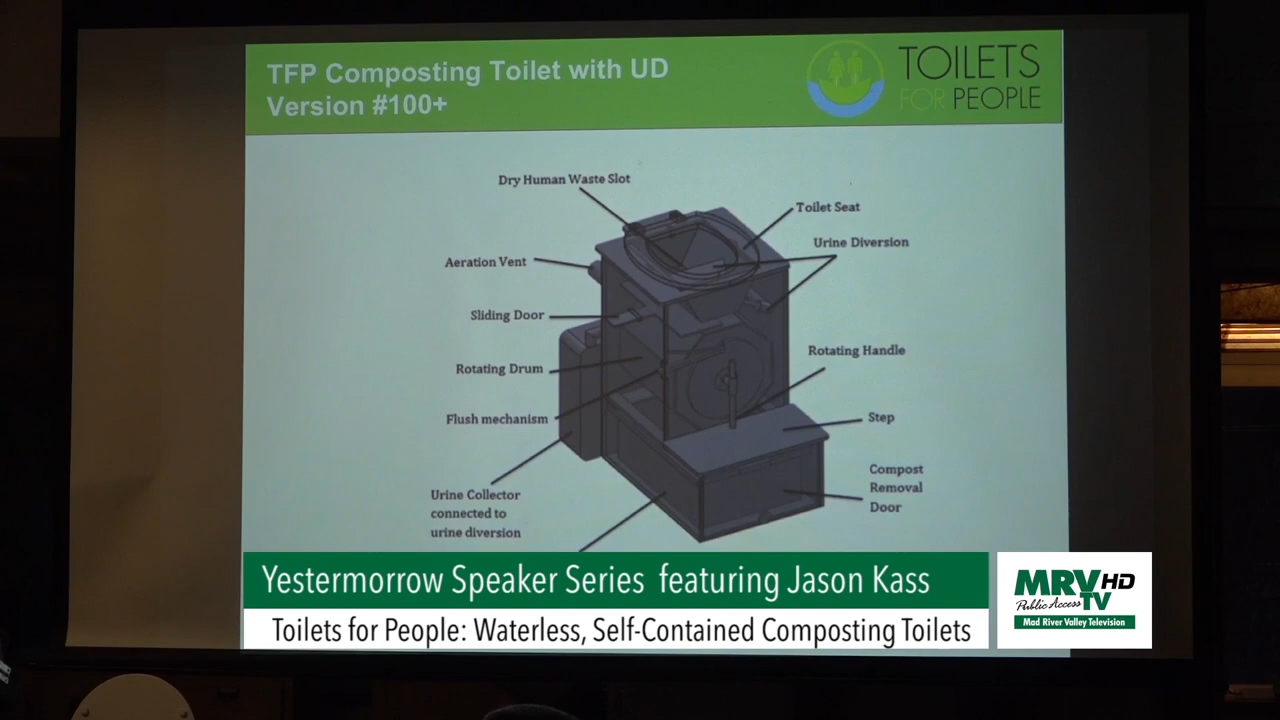 TFP Composting Toilet with UD
Version #100+
TOILETS
FOR PEOPLE
Dry Human Waste Slot
Toilet Seat
Urine Diversion
Aeration Vent
Sliding Door
Rotating Handle
Rotating Drum
Flush mechanism
Step
Compost
Removal
Door
Urine Collector
connected to
urine diversion
Yestermorrow Speaker Series featuring Jason Kass
Toilets for People: Waterless, Self-Contained Composting Toilets
MRV HD
Public Access TV
Mad River Valley Television